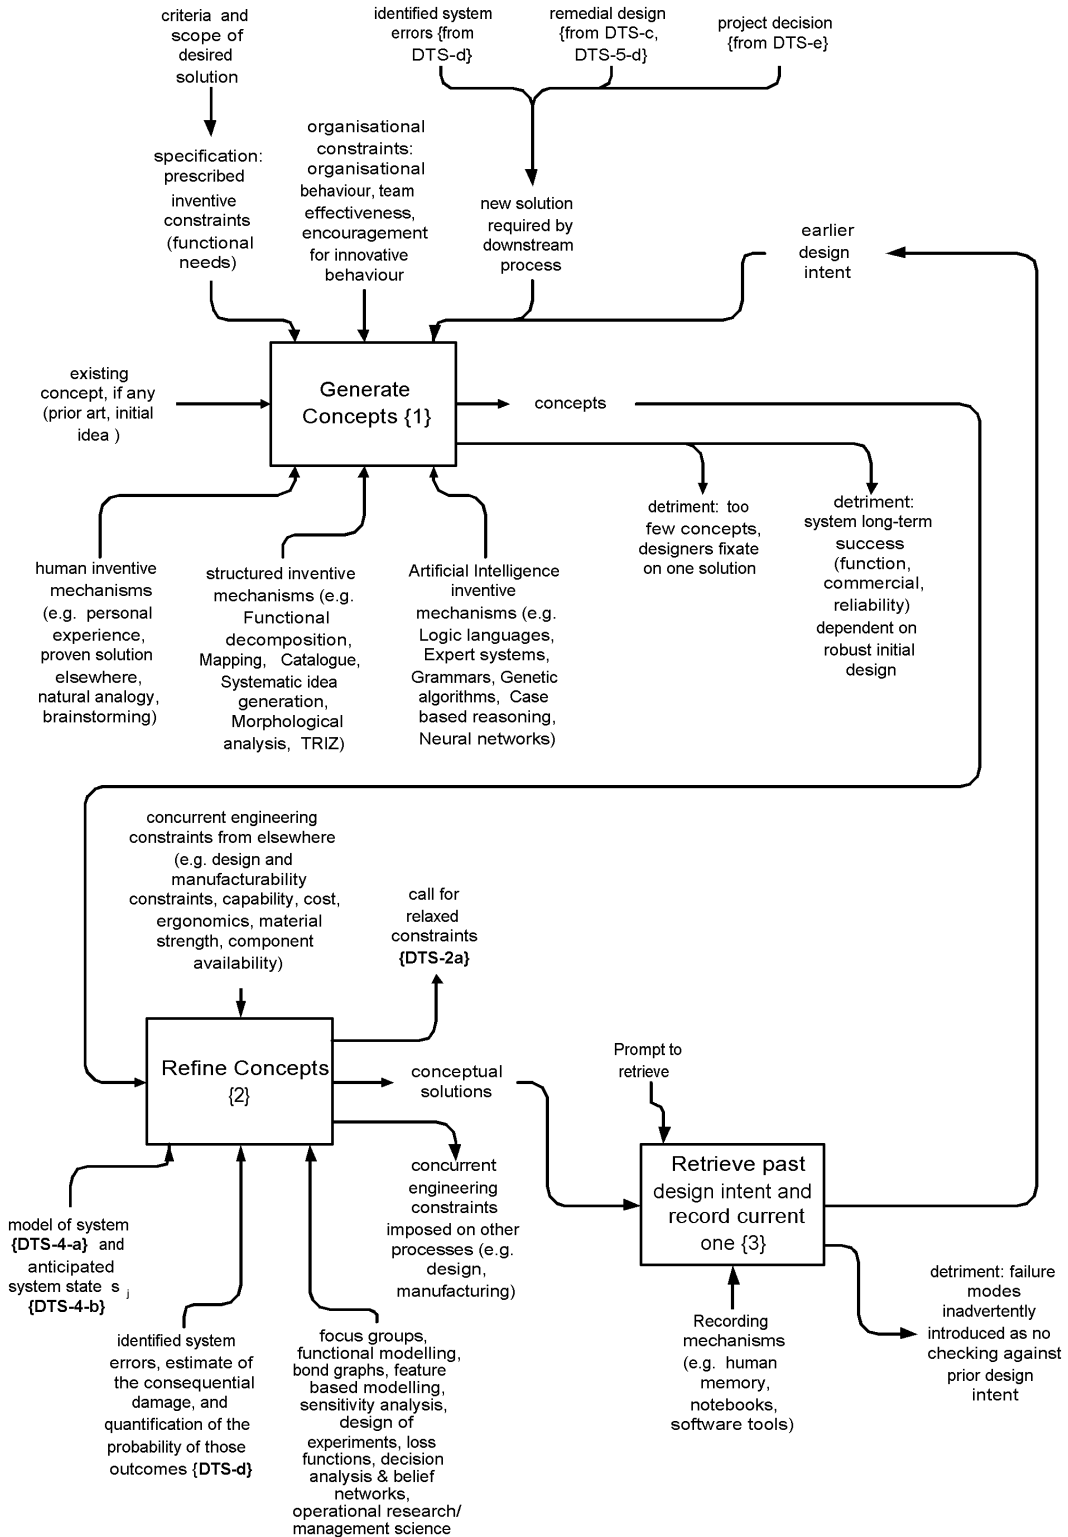 criteria and
scope of
desired
solution
identified system
errors {from
DTS-d}
remedial design
{from DTS-c,
DTS-5-d}
project decision
{from DTS-e}
specification:
prescribed
inventive
constraints
(functional
needs)
organisational
constraints:
organisational
behaviour, team
effectiveness,
encouragement
for innovative
behaviour
new solution
required by
downstream
process
earlier
design
intent
existing
concept, if any
(prior art, initial
idea )
Generate
Concepts {1}
concepts
detriment: too
few concepts,
designers fixate
on one solution
detriment:
system long-term
success
(function,
commercial,
reliability)
dependent on
robust initial
design
human inventive
mechanisms
(e.g. personal
experience,
proven solution
elsewhere,
natural analogy,
brainstorming)
structured inventive
mechanisms (e.g.
Functional
decomposition,
Mapping, Catalogue,
Systematic idea
generation,
Morphological
analysis, TRIZ)
Artificial Intelligence
inventive
mechanisms (e.g.
Logic languages,
Expert systems,
Grammars, Genetic
algorithms, Case
based reasoning,
Neural networks)
concurrent engineering
constraints from elsewhere
(e.g. design and
manufacturability
constraints, capability, cost,
ergonomics, material
strength, component
availability)
call for
relaxed
constraints
{DTS-2a}
Refine Concepts
{2}
conceptual
solutions
Prompt to
retrieve
concurrent
engineering
constraints
imposed on other
processes (e.g.
design,
manufacturing)
Retrieve past
design intent and
record current
one {3}
model of system
{DTS-4-a} and
anticipated
system state s j
{DTS-4-b}
identified system
errors, estimate of
the consequential
damage, and
quantification of the
probability of those
outcomes {DTS-d}
focus groups,
functional modelling,
bond graphs, feature
based modelling,
sensitivity analysis,
design of
experiments, loss
functions, decision
analysis & belief
networks,
operational research/
management science
Recording
mechanisms
(e.g. human
memory,
notebooks,
software tools)
detriment: failure
modes
inadvertently
introduced as no
checking against
prior design
intent